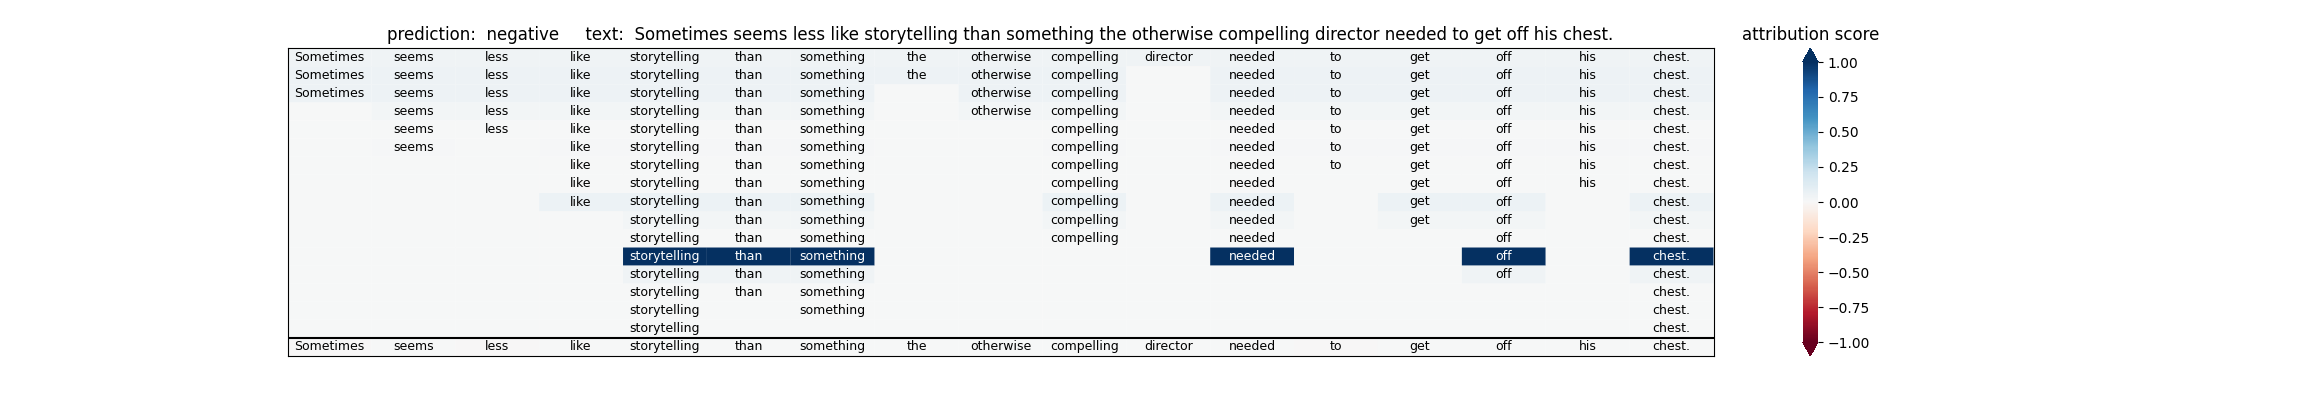 prediction:  negative     text:  Sometimes seems less like storytelling than something the otherwise compelling director needed to get off his chest.     attribution score
Sometimes seems less like storytelling than something the otherwise compelling director needed to get off his chest.
Sometimes seems less like storytelling than something the otherwise compelling needed to get off his chest.
Sometimes seems less like storytelling than something otherwise compelling needed to get off his chest.
seems less like storytelling than something otherwise compelling needed to get off his chest.
seems less like storytelling than something compelling needed to get off his chest.
seems like storytelling than something compelling needed to get off his chest.
like storytelling than something compelling needed to get off his chest.
like storytelling than something compelling needed get off his chest.
like storytelling than something compelling needed get off chest.
storytelling than something compelling needed get off chest.
storytelling than something compelling needed off chest.
storytelling than something needed off chest.
storytelling than something off chest.
storytelling than something chest.
storytelling something chest.
storytelling chest.
Sometimes seems less like storytelling than something the otherwise compelling director needed to get off his chest.
1.00
0.75
0.50
0.25
0.00
−0.25
−0.50
−0.75
−1.00